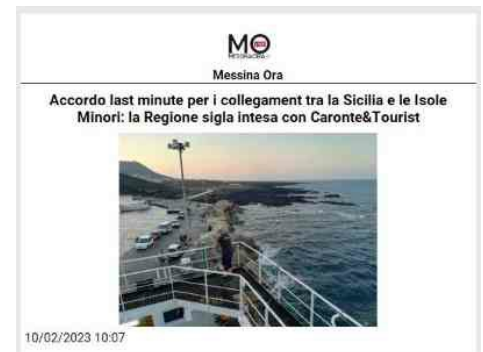 MO
Messina Ora
Accordo last minute per i collegament tra la Sicilia e le Isole
Minori: la Regione sigla intesa con Caronte&Tourist
10/02/2023 10:07